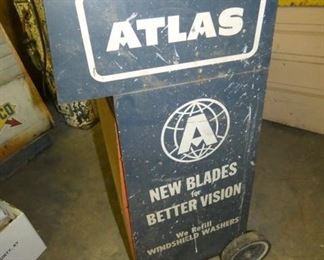 ATLAS
A
NEW BLADES
for
BETTER VISION
We Refill
WINDSHIELD WASHERS